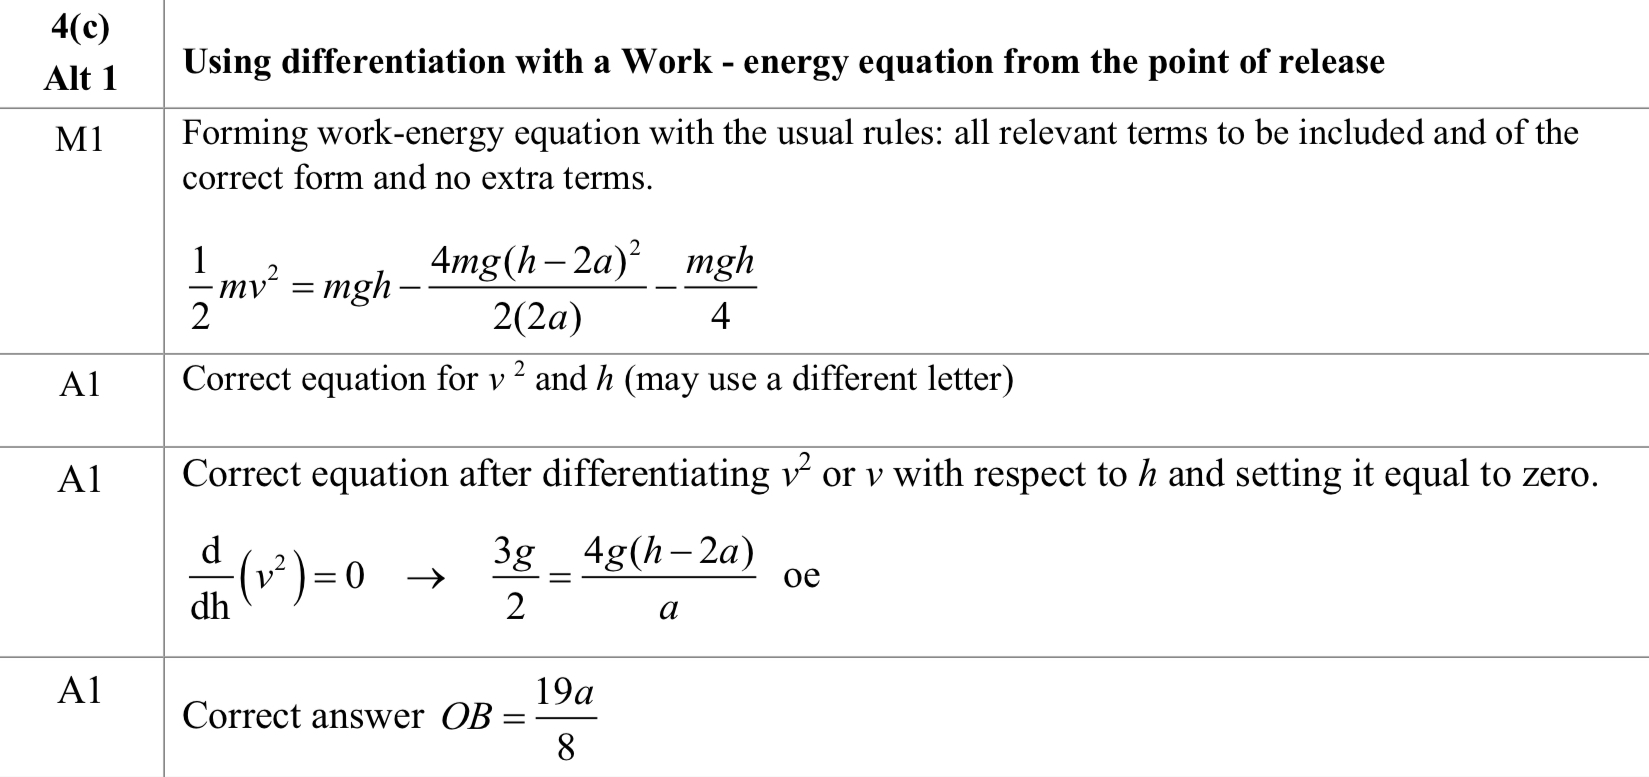 4(c)
Alt 1
Using differentiation with a Work - energy equation from the point of release
M1
Forming work-energy equation with the usual rules: all relevant terms to be included and of the
correct form and no extra terms.
\frac{1}{2}mv^2 = mgh - \frac{4mg(h-2a)^2}{2(2a)} - \frac{mgh}{4}
A1
Correct equation for v^2 and h (may use a different letter)
A1
Correct equation after differentiating v^2 or v with respect to h and setting it equal to zero.
\frac{d}{dh}(v^2) = 0 → \frac{3g}{2} = \frac{4g(h-2a)}{a} oe
A1
Correct answer OB = \frac{19a}{8}